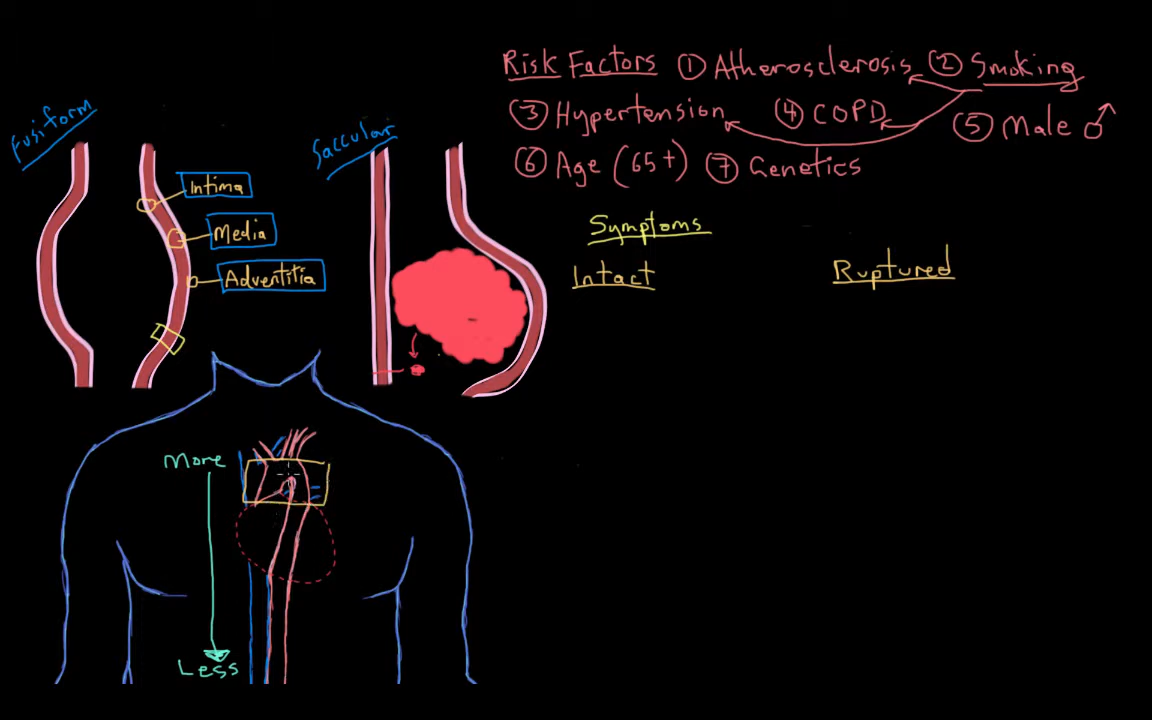 Risk Factors ① Atherosclerosis ② Smoking
③ Hypertension ④ COPD ⑤ Male ♂
⑥ Age (65+) ⑦ Genetics
Fusiform
Saccular
Intima
Media
Adventitia
Symptoms
Intact
Ruptured
More
Less